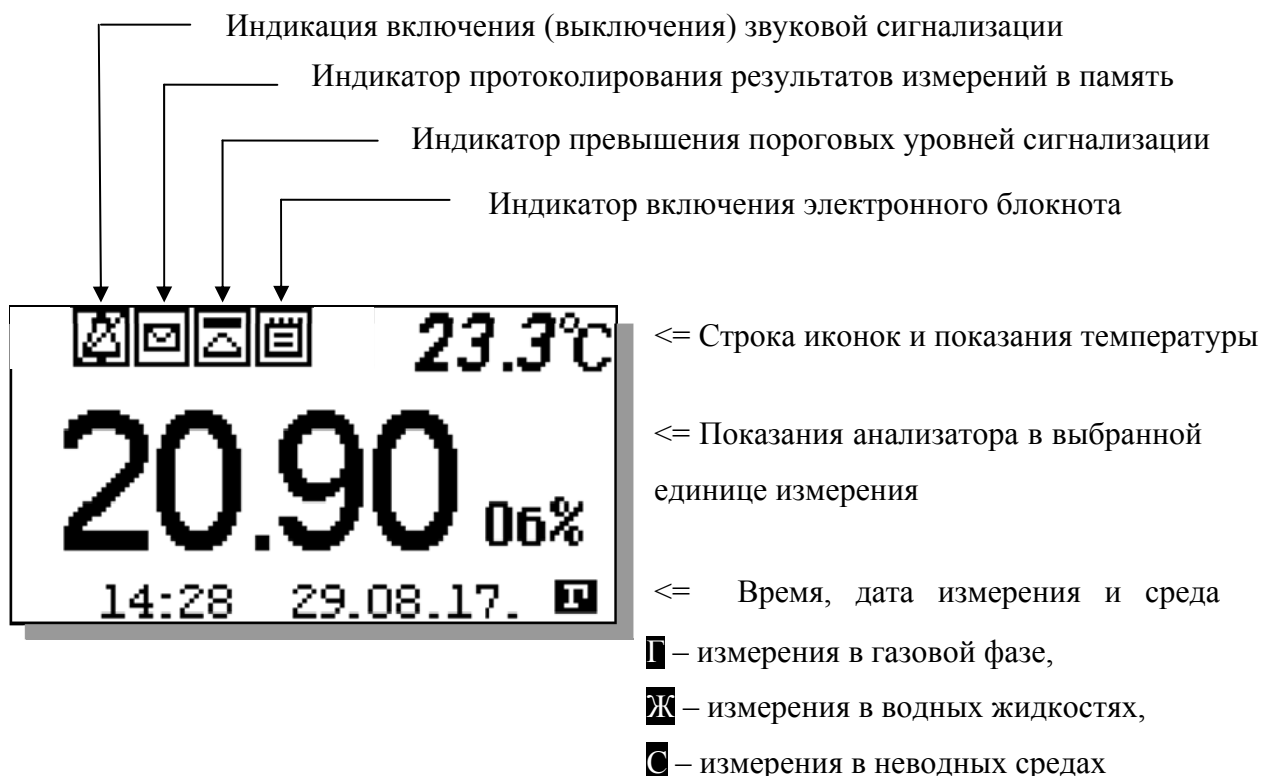 Индикация включения (выключения) звуковой сигнализации
Индикатор протоколирования результатов измерений в память
Индикатор превышения пороговых уровней сигнализации
Индикатор включения электронного блокнота
23.3°C
<= Строка иконок и показания температуры
20.90 Об%
<= Показания анализатора в выбранной
единице измерения
14:28 29.08.17. Г
<= Время, дата измерения и среда
Г – измерения в газовой фазе,
Ж – измерения в водных жидкостях,
С – измерения в неводных средах